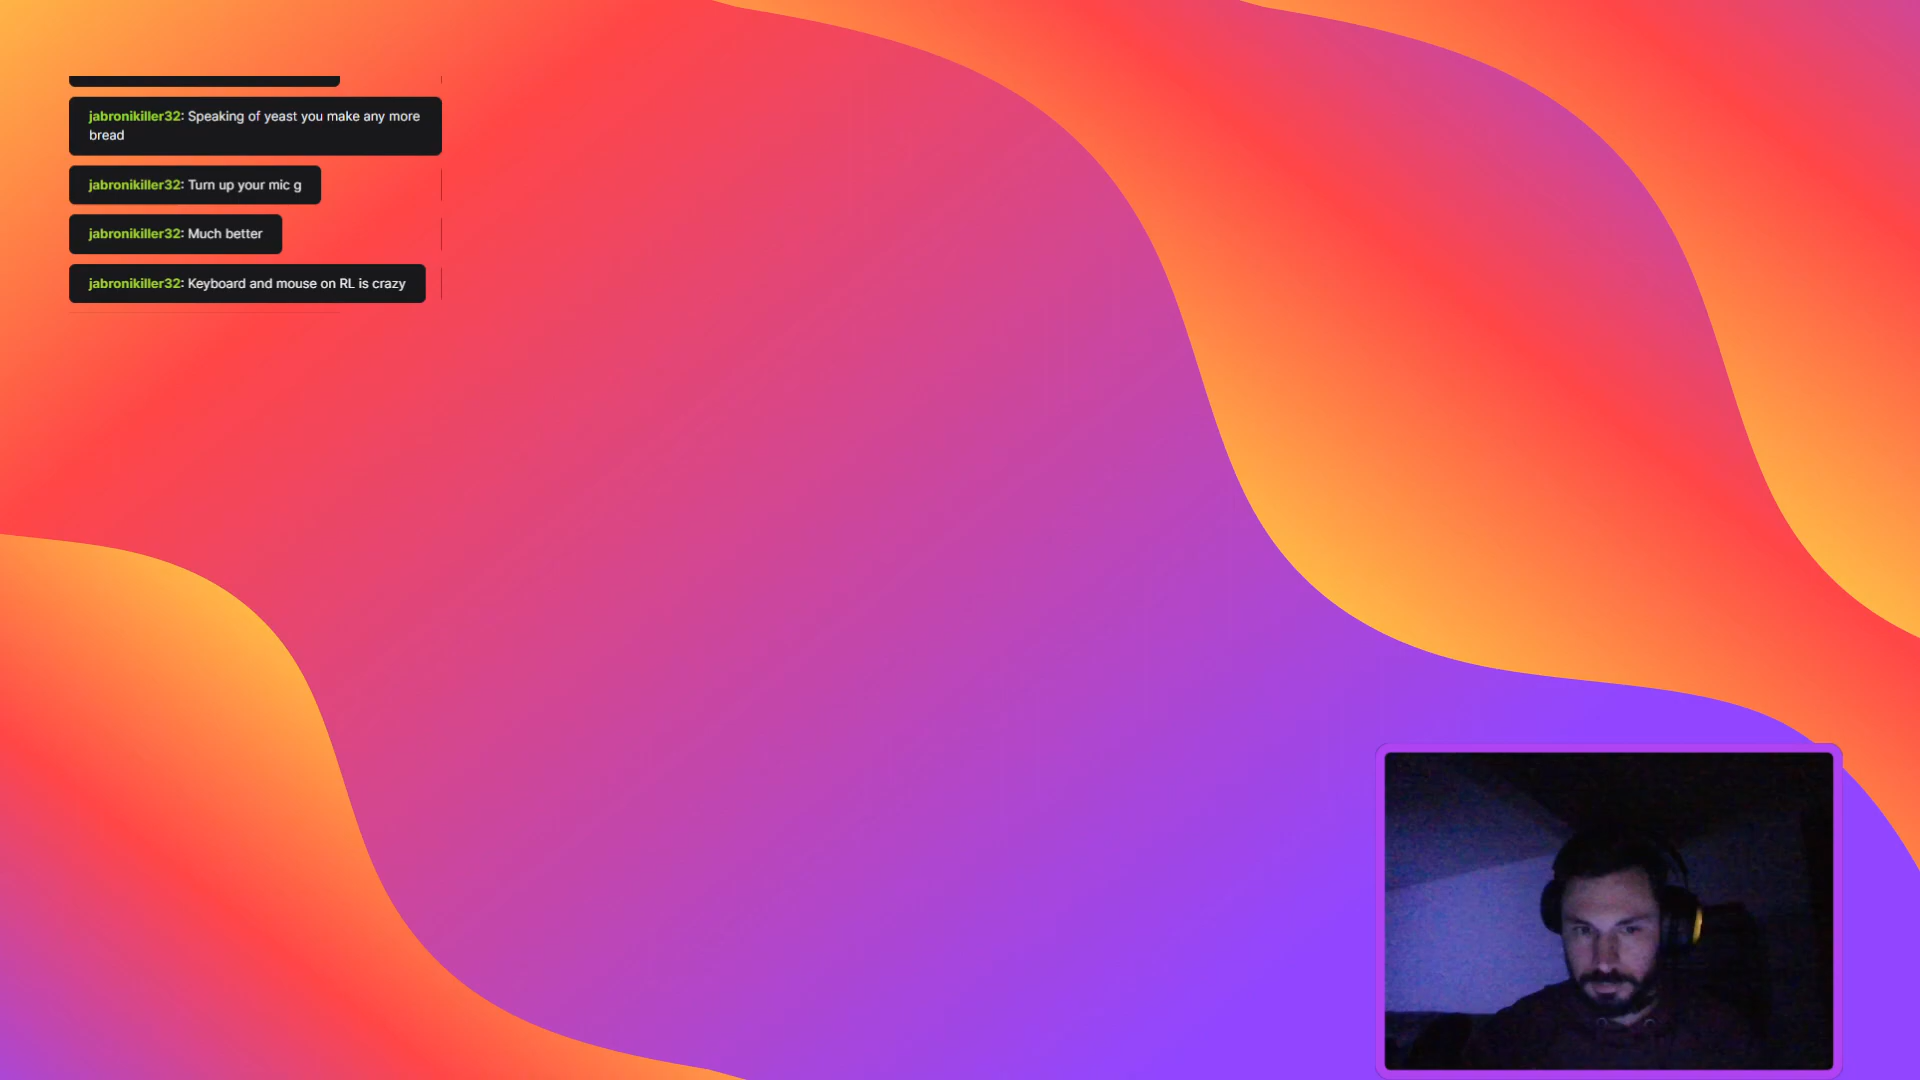 jabronikiller32: Speaking of yeast you make any more
bread
jabronikiller32: Turn up your mic g
jabronikiller32: Much better
jabronikiller32: Keyboard and mouse on RL is crazy